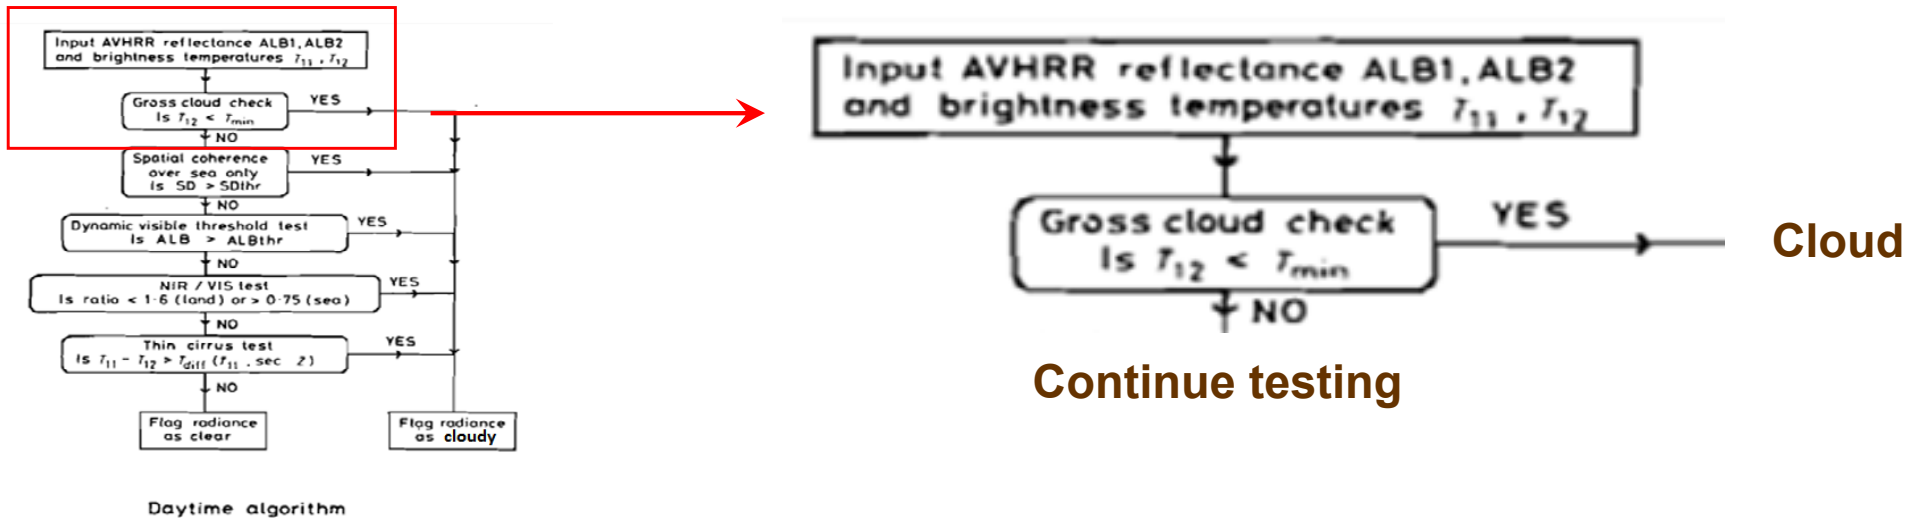 Input AVHRR reflectance ALB1, ALB2
and brightness temperatures T11, T12
Gross cloud check
Is T12 < Tmin
YES
NO
Spatial coherence
over sea only
Is SD > SDthr
YES
NO
Dynamic visible threshold test
Is ALB > ALBthr
YES
NO
NIR / VIS test
Is ratio < 1·6 (land) or > 0·75 (sea)
YES
NO
Thin cirrus test
Is T11 - T12 > Tdiff (T11, sec 2)
YES
NO
Flag radiance
as clear
Flag radiance
as cloudy
Daytime algorithm
Input AVHRR reflectance ALB1, ALB2
and brightness temperatures T11, T12
Gross cloud check
Is T12 < Tmin
YES
NO
Cloud
Continue testing